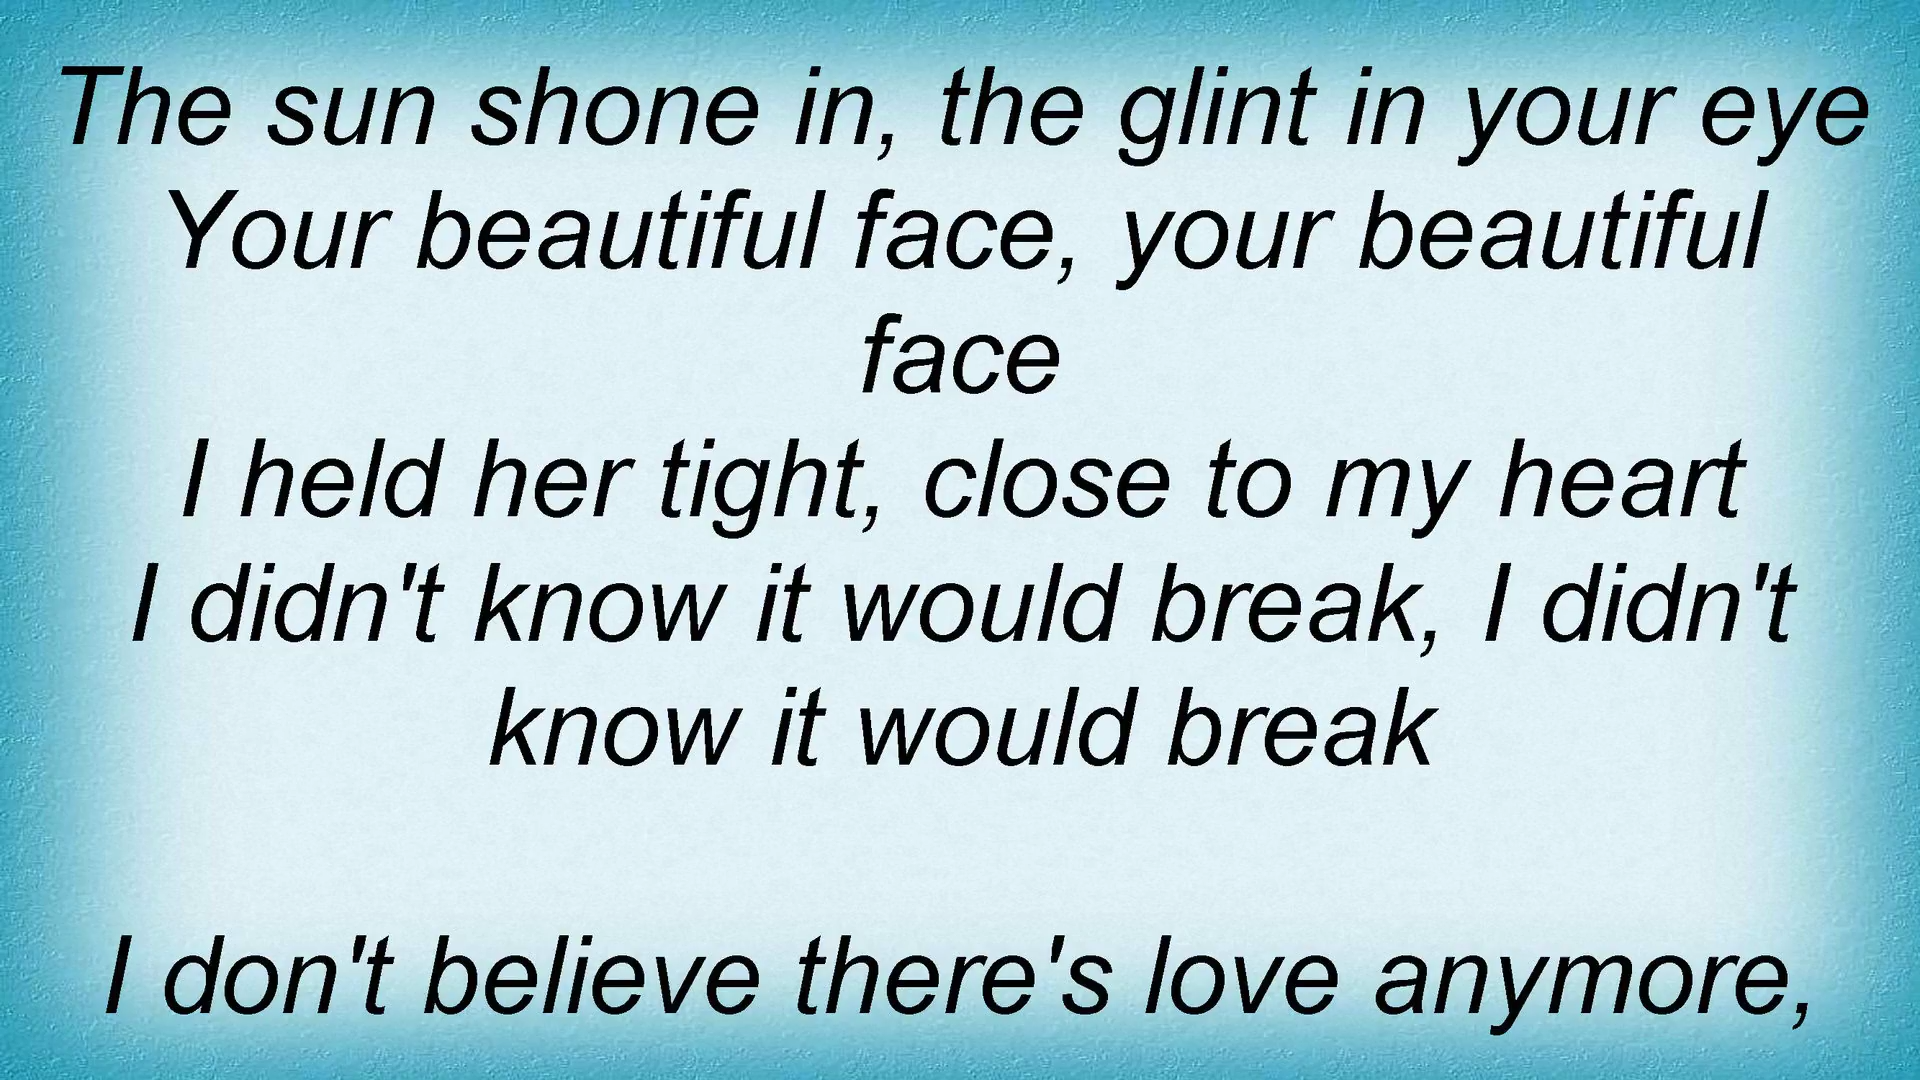 The sun shone in, the glint in your eye
Your beautiful face, your beautiful
face
I held her tight, close to my heart
I didn't know it would break, I didn't
know it would break
I don't believe there's love anymore,